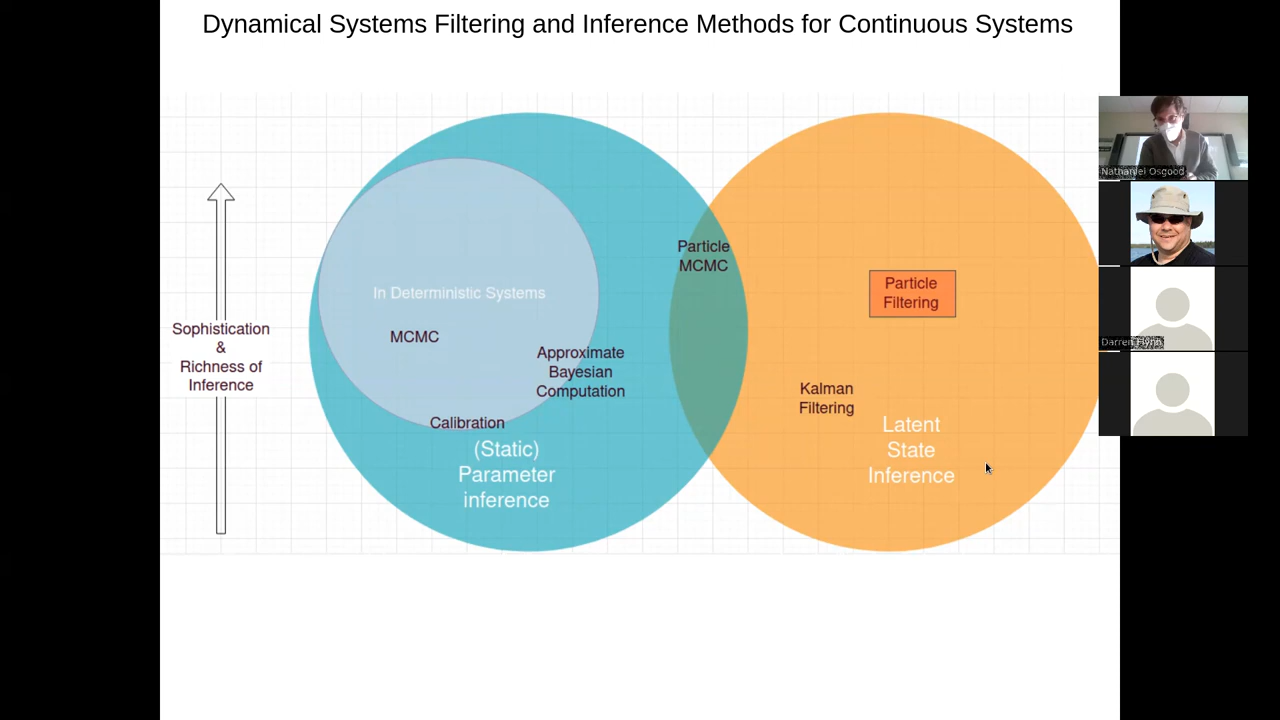 Dynamical Systems Filtering and Inference Methods for Continuous Systems
Sophistication
&
Richness of
Inference
In Deterministic Systems
MCMC
Approximate
Bayesian
Computation
Calibration
(Static)
Parameter
inference
Particle
MCMC
Particle
Filtering
Kalman
Filtering
Latent
State
Inference
Nathaniel Osgood
Darren Flynn